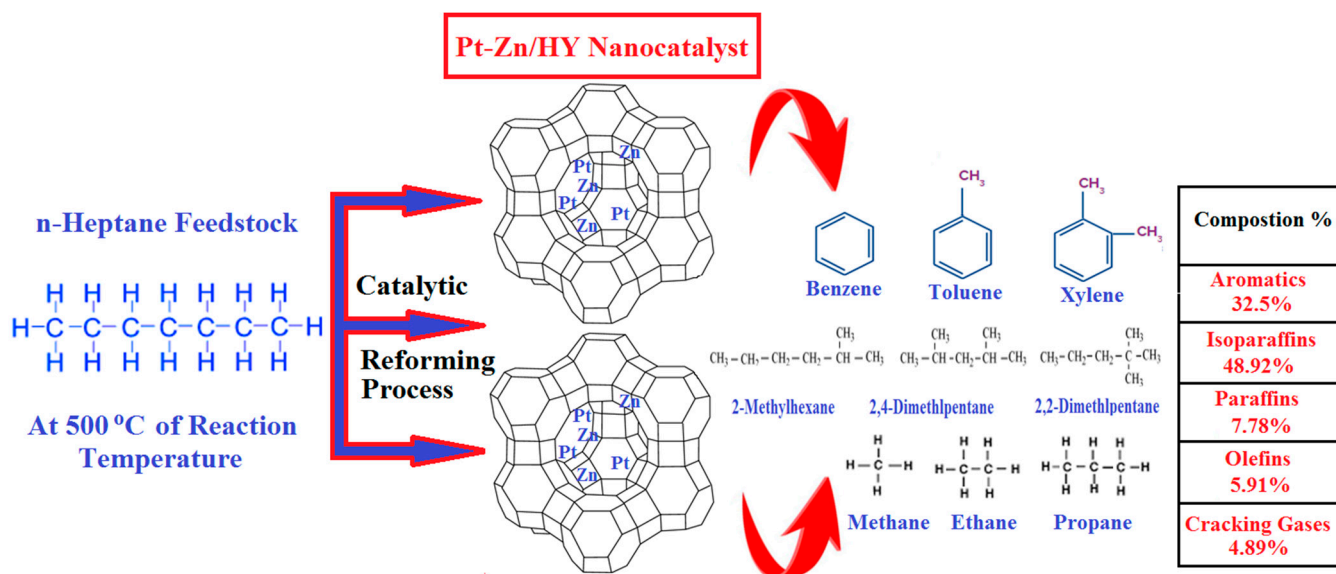 Pt-Zn/HY Nanocatalyst
n-Heptane Feedstock
H H H H H H H
H-C-C-C-C-C-C-C-H
H H H H H H H
At 500 °C of Reaction
Temperature
Catalytic
Reforming
Process
Zn
Pt
Zn
Pt
Pt
Zn
Zn
Pt
Zn
Pt
Pt
Zn
CH3
CH3
CH3
Benzene
Toluene
Xylene
CH3
CH3-CH2-CH2-CH2-CH-CH3
2-Methylhexane
CH3 CH3
CH3-CH-CH2-CH-CH3
2,4-Dimethlpentane
CH3
CH3-CH2-CH2-C-CH3
CH3
2,2-Dimethlpentane
H
H-C-H
H
Methane
H H
H-C-C-H
H H
Ethane
H H H
H-C-C-C-H
H H H
Propane
Compostion %
Aromatics
32.5%
Isoparaffins
48.92%
Paraffins
7.78%
Olefins
5.91%
Cracking Gases
4.89%